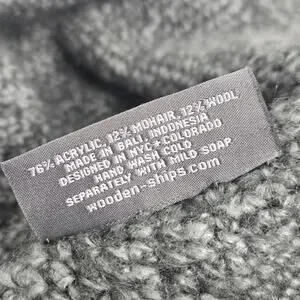 76% ACRYLIC, 12% MOHAIR, 12% WOOL
MADE IN BALI, INDONESIA
DESIGNED IN NYC + COLORADO
HAND WASH COLD
SEPARATELY WITH MILD SOAP
wooden-ships.com